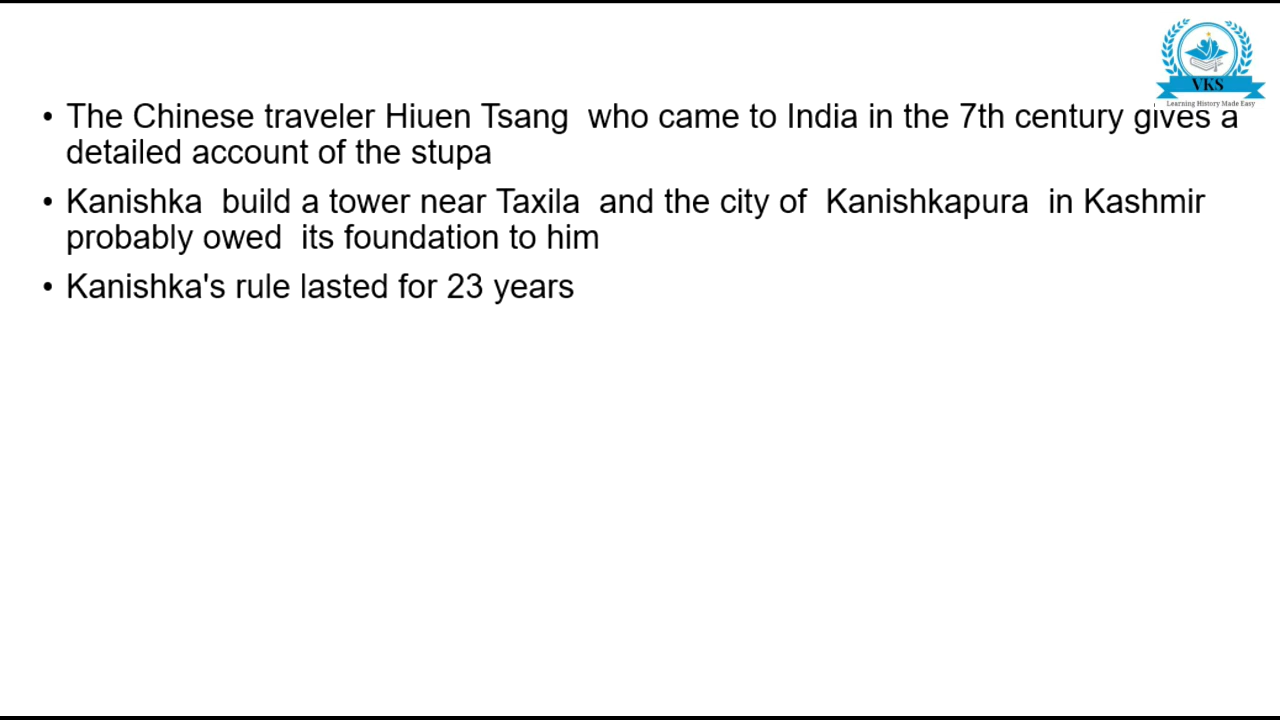 VKS
Learning History Made Easy
• The Chinese traveler Hiuen Tsang who came to India in the 7th century gives a
detailed account of the stupa
• Kanishka build a tower near Taxila and the city of Kanishkapura in Kashmir
probably owed its foundation to him
• Kanishka's rule lasted for 23 years